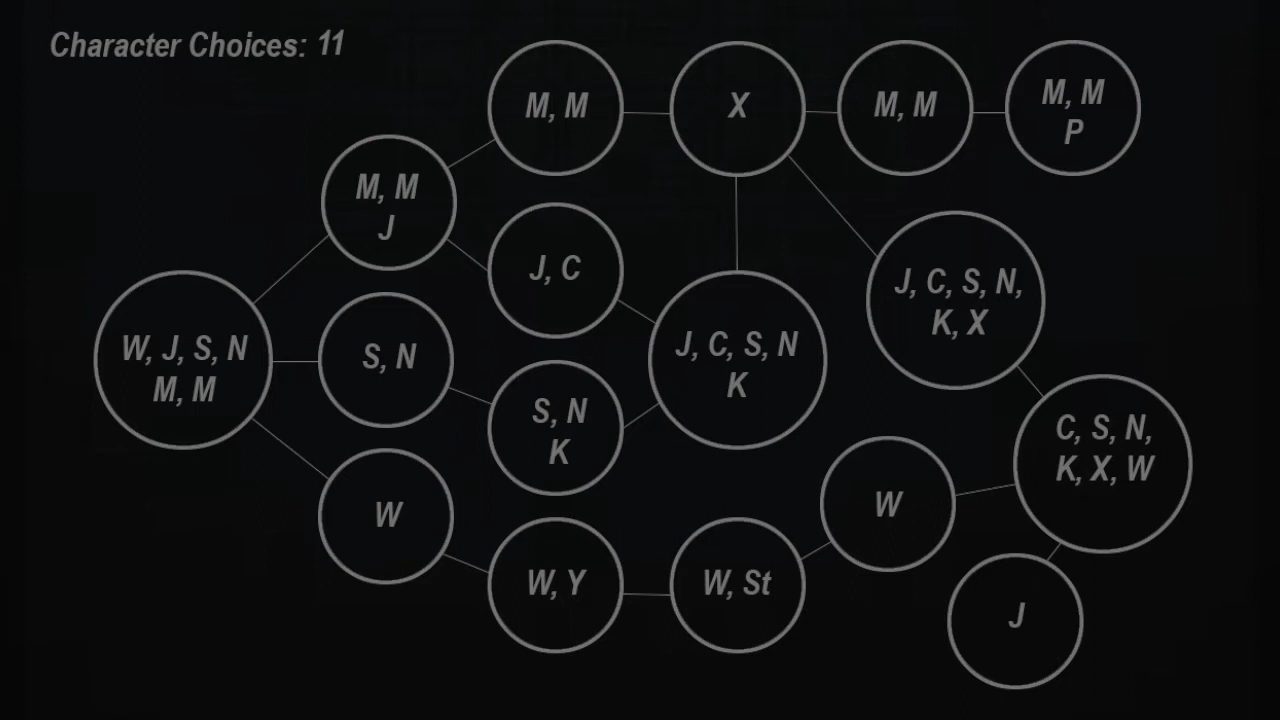 Character Choices: 11
M, M
X
M, M
M, M
P
M, M
J
J, C
J, C, S, N,
K, X
W, J, S, N
M, M
S, N
J, C, S, N
K
S, N
K
C, S, N,
K, X, W
W
W
W, Y
W, St
J